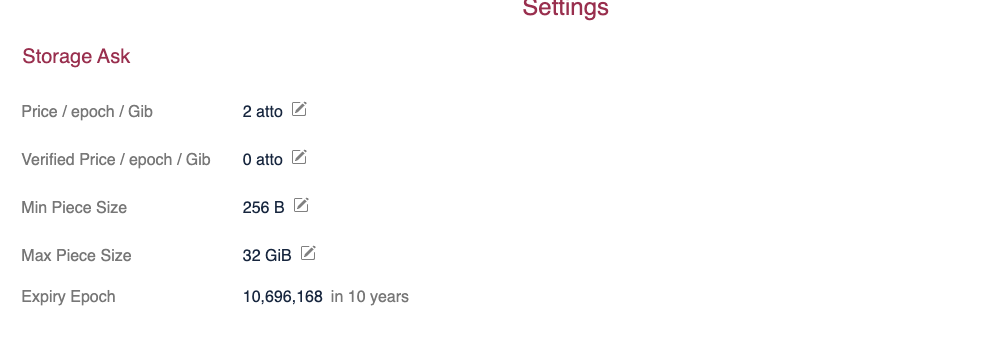 Settings
Storage Ask
Price / epoch / Gib 2 atto
Verified Price / epoch / Gib 0 atto
Min Piece Size 256 B
Max Piece Size 32 GiB
Expiry Epoch 10,696,168 in 10 years